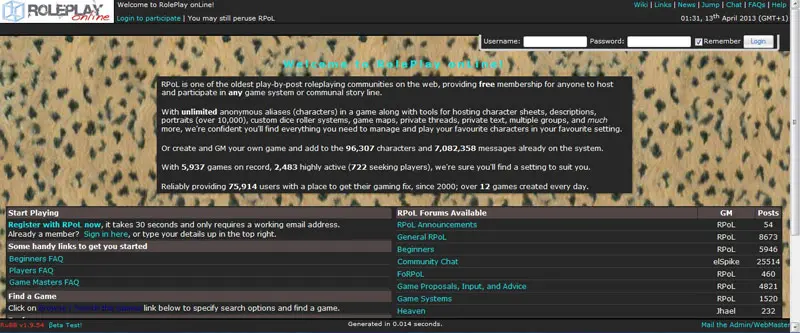 ROLEPLAY
online
Welcome to RolePlay onLine!
Login to participate | You may still peruse RPoL
Wiki | Links | News | Jump | Chat | FAQs | Help
01:31, 13th April 2013 (GMT+1)
Username: Password: Remember Login
Welcome to RolePlay online!
RPoL is one of the oldest play-by-post roleplaying communities on the web, providing free membership for anyone to host
and participate in any game system or communal story line.
With unlimited anonymous aliases (characters) in a game along with tools for hosting character sheets, descriptions,
portraits (over 10,000), custom dice roller systems, game maps, private threads, private text, multiple groups, and much
more, we're confident you'll find everything you need to manage and play your favourite characters in your favourite setting.
Or create and GM your own game and add to the 96,307 characters and 7,082,358 messages already on the system.
With 5,937 games on record, 2,483 highly active (722 seeking players), we're sure you'll find a setting to suit you.
Reliably providing 75,914 users with a place to get their gaming fix, since 2000; over 12 games created every day.
Start Playing
Register with RPoL now, it takes 30 seconds and only requires a working email address.
Already a member? Sign in here, or type your details up in the top right.
Some handy links to get you started
Beginners FAQ
Players FAQ
Game Masters FAQ
Find a Game
Click on link below to specify search options and find a game.
RPoL Forums Available GM Posts
RPoL Announcements RPoL 54
General RPoL RPoL 8673
Beginners RPoL 5946
Community Chat elSpike 25514
FoRPoL RPoL 460
Game Proposals, Input, and Advice RPoL 4821
Game Systems RPoL 1520
Heaven Jhael 232
v1.9.54 Beta Test!
Generated in 0.014 seconds.
Mail the Admin/WebMaster